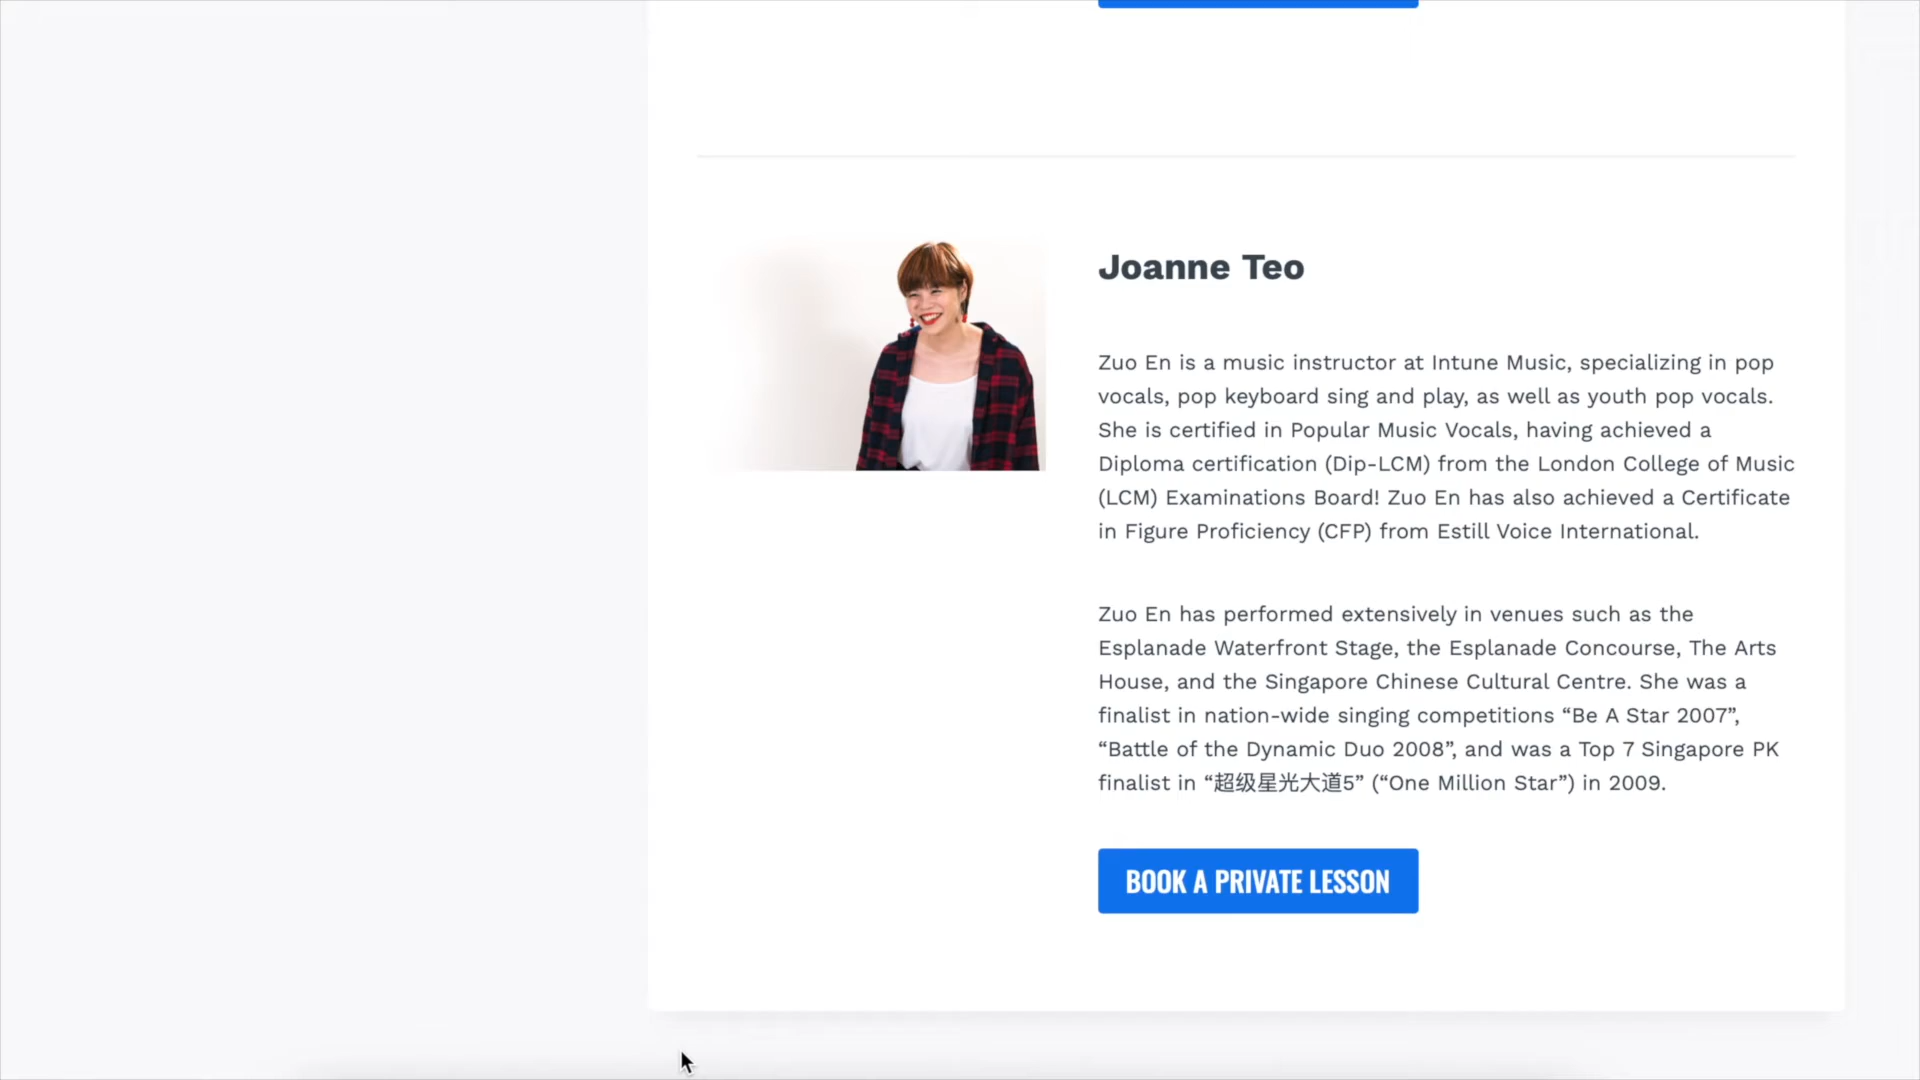 Joanne Teo
Zuo En is a music instructor at Intune Music, specializing in pop
vocals, pop keyboard sing and play, as well as youth pop vocals.
She is certified in Popular Music Vocals, having achieved a
Diploma certification (Dip-LCM) from the London College of Music
(LCM) Examinations Board! Zuo En has also achieved a Certificate
in Figure Proficiency (CFP) from Estill Voice International.
Zuo En has performed extensively in venues such as the
Esplanade Waterfront Stage, the Esplanade Concourse, The Arts
House, and the Singapore Chinese Cultural Centre. She was a
finalist in nation-wide singing competitions “Be A Star 2007”,
“Battle of the Dynamic Duo 2008”, and was a Top 7 Singapore PK
finalist in “超级星光大道5” (“One Million Star”) in 2009.
BOOK A PRIVATE LESSON